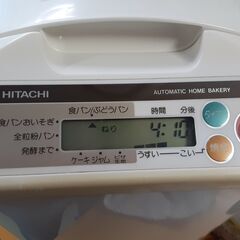 HITACHI
AUTOMATIC HOME BAKERY
食パン/ぶどうパン
時間 分後
食パンおいそぎ
全粒粉パン
発酵まで
ねり
4:10
ケーキ ジャム
うすい こい